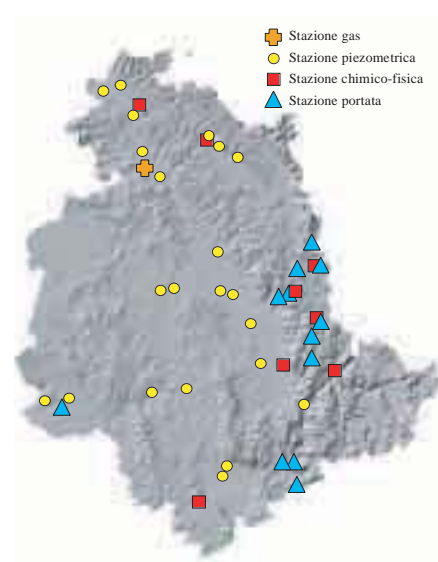 Stazione gas
Stazione piezometrica
Stazione chimico-fisica
Stazione portata